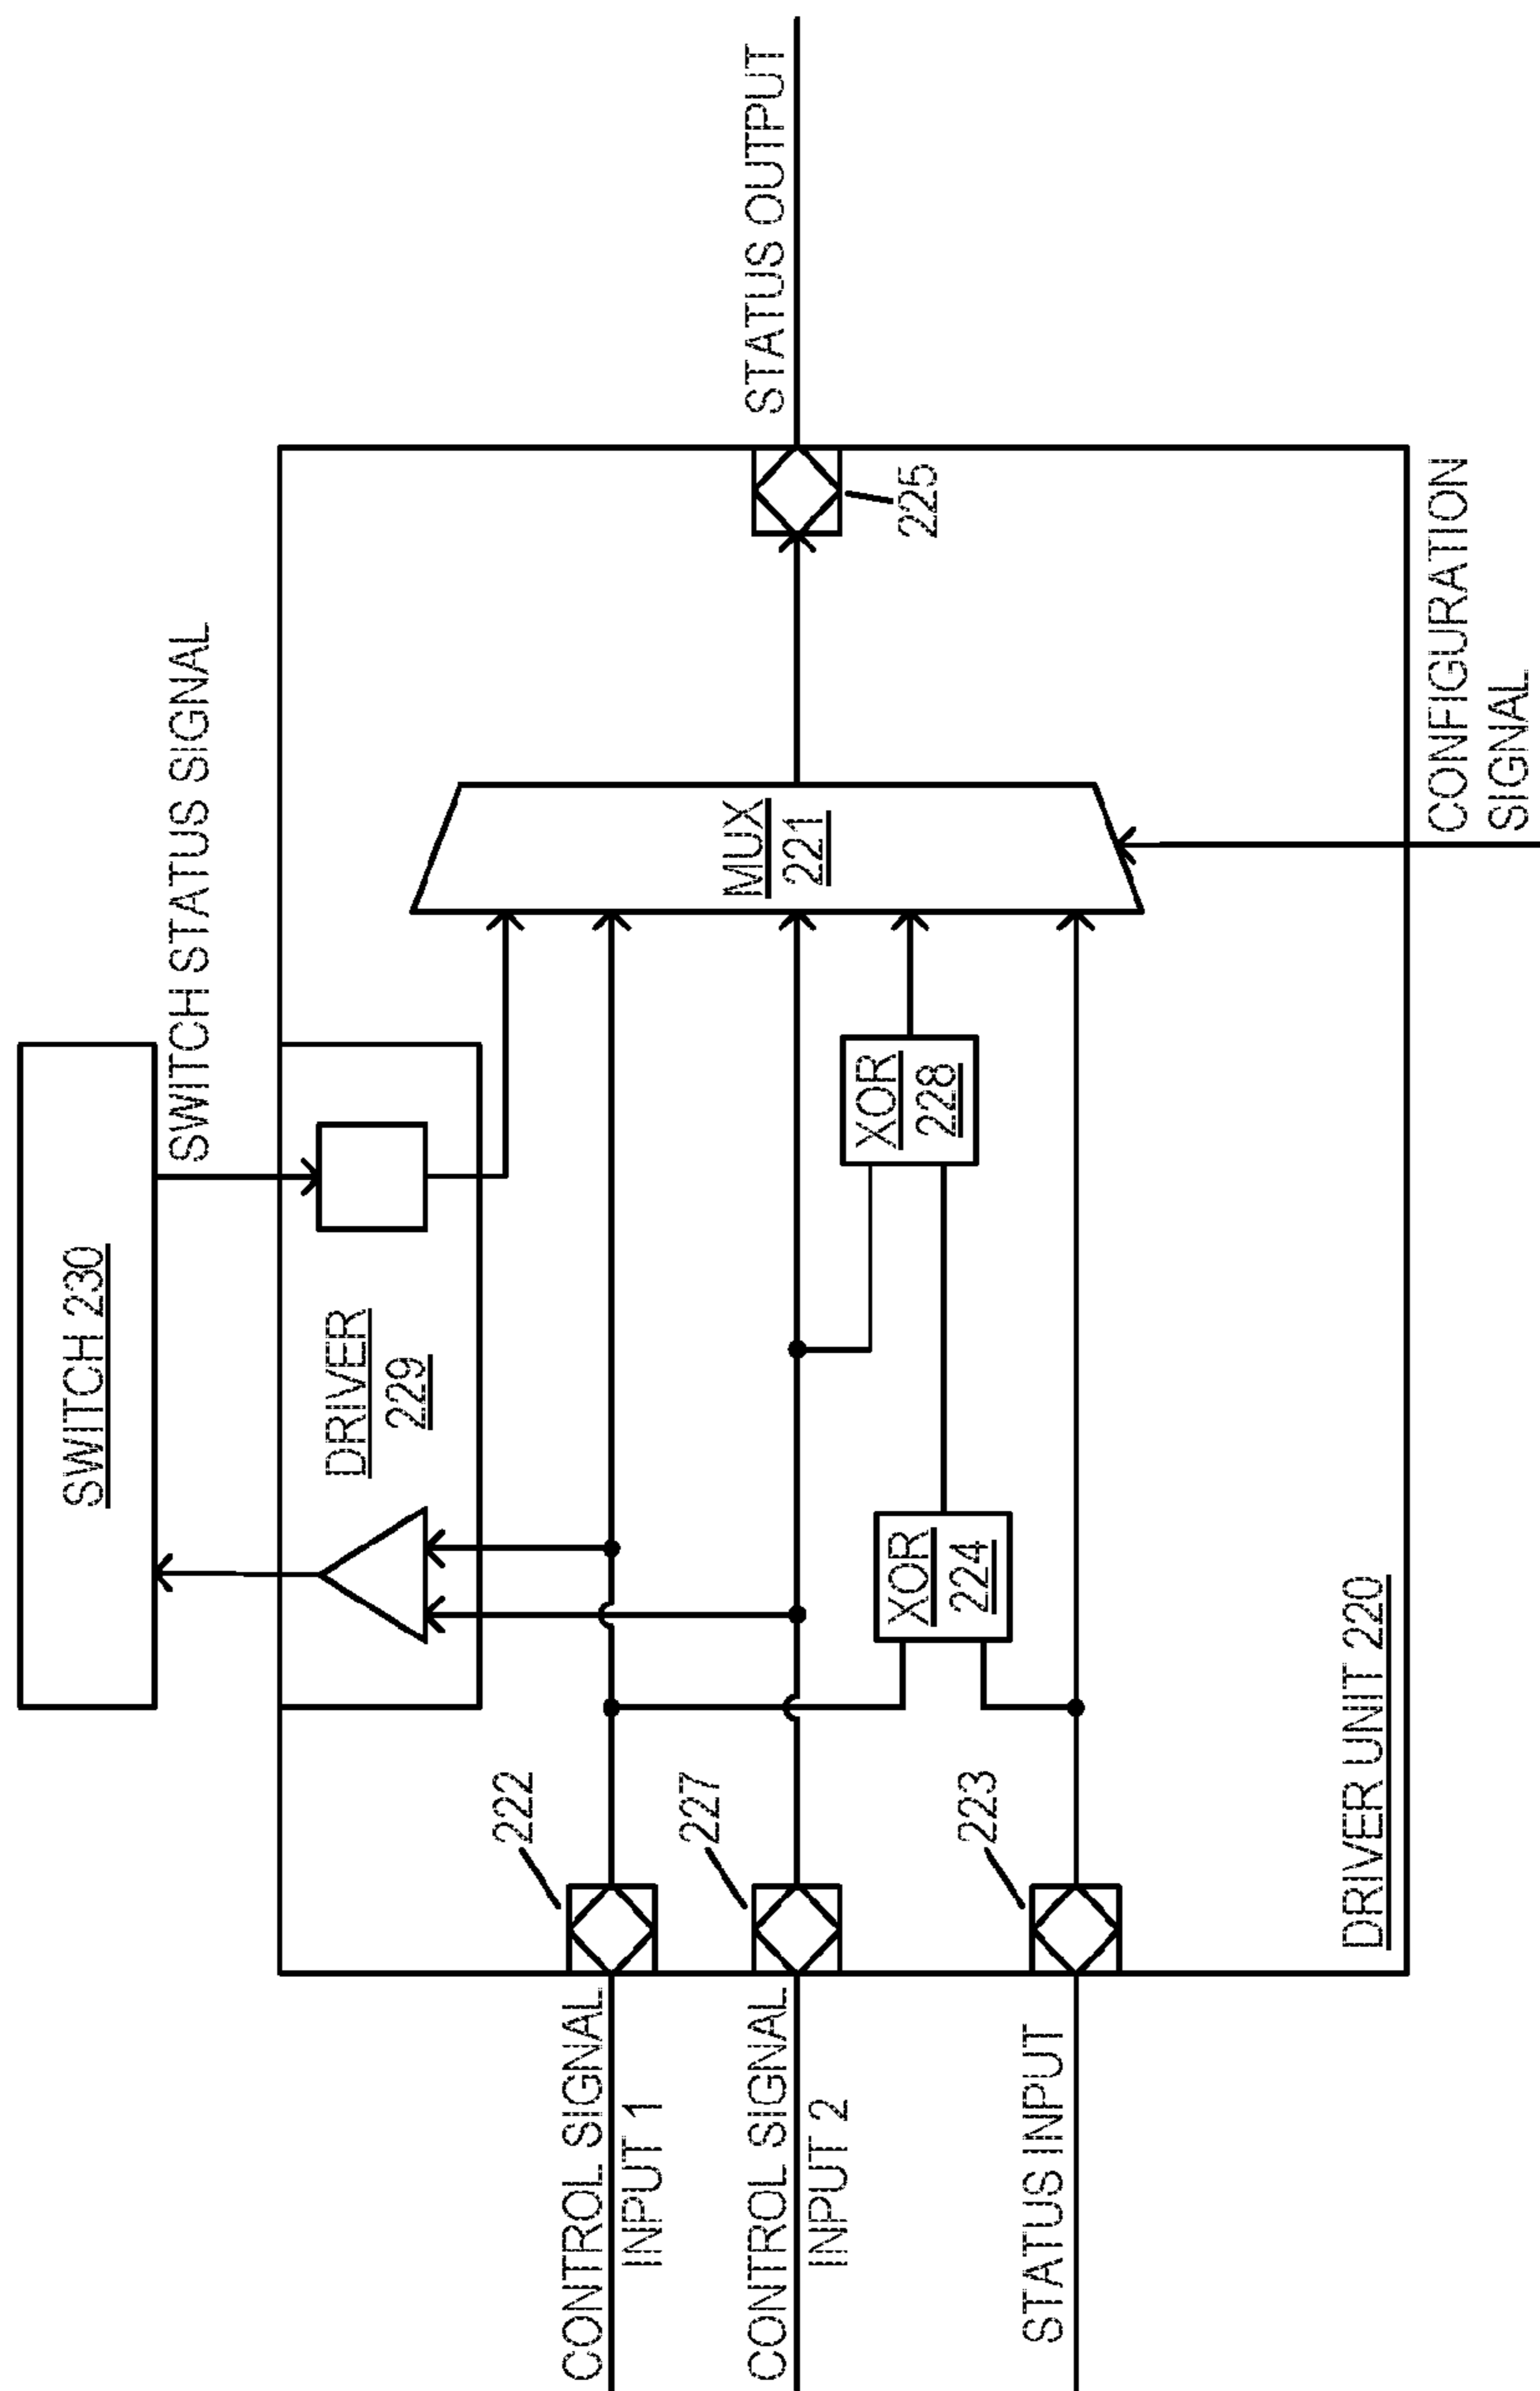 SWITCH 230
SWITCH STATUS SIGNAL
DRIVER
229
222
CONTROL SIGNAL
INPUT 1
227
CONTROL SIGNAL
INPUT 2
223
STATUS INPUT
XOR
224
XOR
228
MUX
221
225
STATUS OUTPUT
DRIVER UNIT 220
CONFIGURATION
SIGNAL